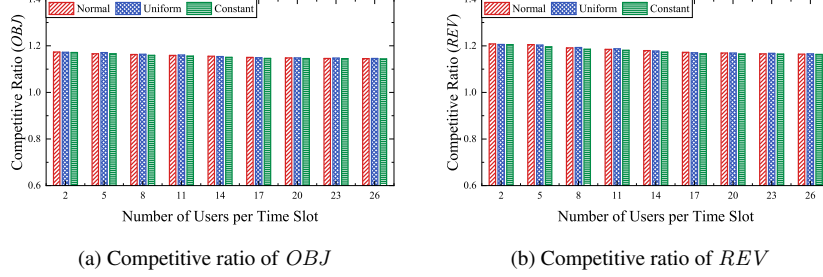 1.4
Normal Uniform Constant
1.2
1.0
0.8
0.6
Competitive Ratio (OBJ)
2 5 8 11 14 17 20 23 26
Number of Users per Time Slot
(a) Competitive ratio of OBJ
1.4
Normal Uniform Constant
1.2
1.0
0.8
0.6
Competitive Ratio (REV)
2 5 8 11 14 17 20 23 26
Number of Users per Time Slot
(b) Competitive ratio of REV